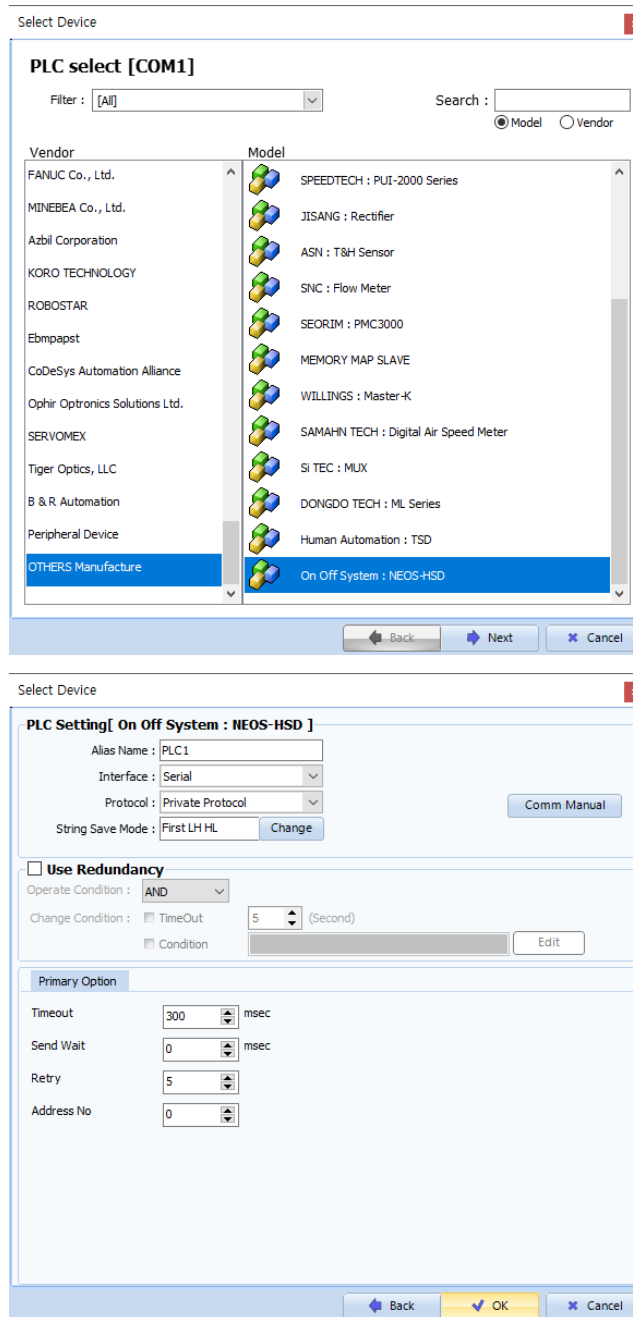 Select Device
PLC select [COM1]
Filter : [All]
Search :
Model Vendor
Vendor Model
FANUC Co., Ltd.
MINEBEA Co., Ltd.
Azbil Corporation
KORO TECHNOLOGY
ROBOSTAR
Ebmpapst
CoDeSys Automation Alliance
Ophir Optronics Solutions Ltd.
SERVOMEX
Tiger Optics, LLC
B & R Automation
Peripheral Device
OTHERS Manufacture
SPEEDTECH : PUI-2000 Series
JISANG : Rectifier
ASN : T&H Sensor
SNC : Flow Meter
SEORIM : PMC3000
MEMORY MAP SLAVE
WILLINGS : Master-K
SAMAHN TECH : Digital Air Speed Meter
Si TEC : MUX
DONGDO TECH : ML Series
Human Automation : TSD
On Off System : NEOS-HSD
Back Next Cancel
Select Device
PLC Setting[ On Off System : NEOS-HSD ]
Alias Name : PLC1
Interface : Serial
Protocol : Private Protocol
Comm Manual
String Save Mode : First LH HL Change
Use Redundancy
Operate Condition : AND
Change Condition : TimeOut 5 (Second)
Condition Edit
Primary Option
Timeout 300 msec
Send Wait 0 msec
Retry 5
Address No 0
Back OK Cancel